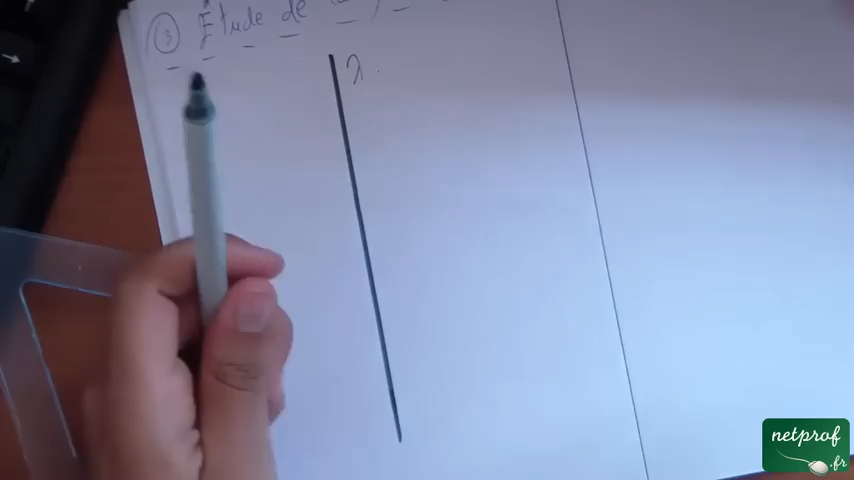 ③ Étude de
λ
netprof
.fr